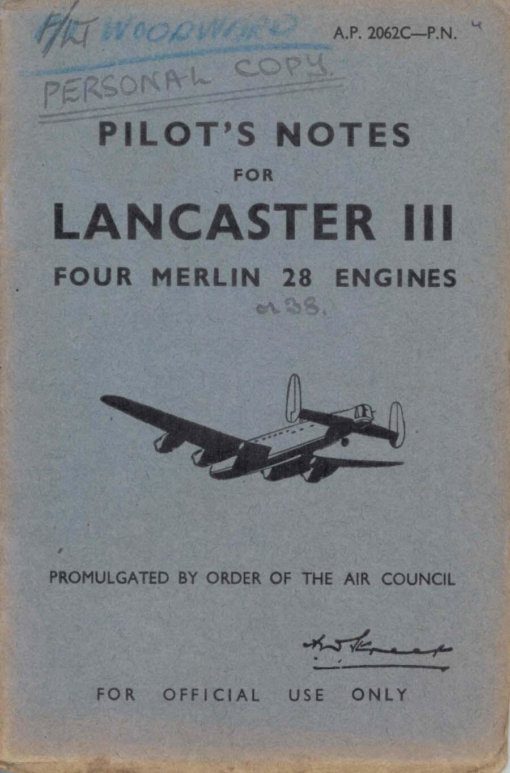 F/LT WOODWARD
A.P. 2062C—P.N.
PERSONAL COPY.
PILOT'S NOTES
FOR
LANCASTER III
FOUR MERLIN 28 ENGINES
or 38.
PROMULGATED BY ORDER OF THE AIR COUNCIL
FOR OFFICIAL USE ONLY